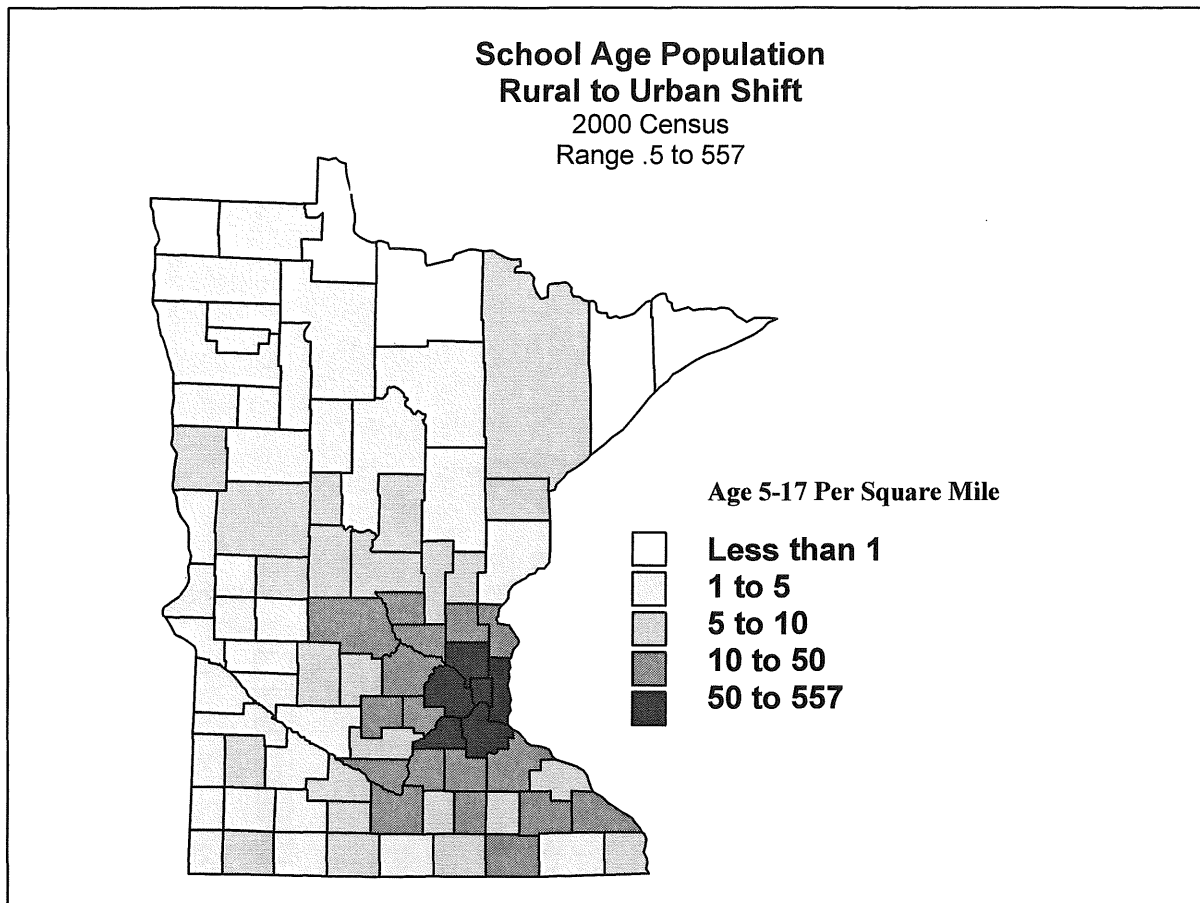 School Age Population
Rural to Urban Shift
2000 Census
Range .5 to 557
Age 5-17 Per Square Mile
Less than 1
1 to 5
5 to 10
10 to 50
50 to 557